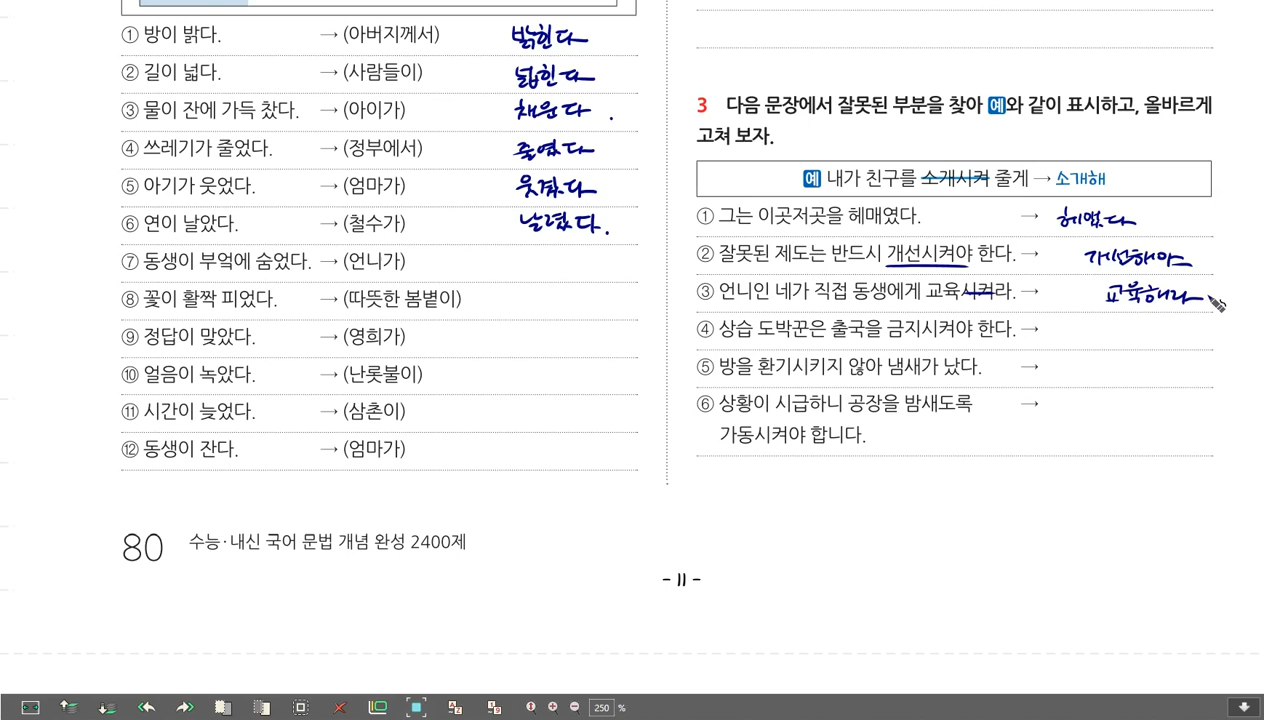 ① 방이 밝다. → (아버지께서) 밝힌다
② 길이 넓다. → (사람들이) 넓힌다
③ 물이 잔에 가득 찼다. → (아이가) 채운다.
④ 쓰레기가 줄었다. → (정부에서) 줄였다
⑤ 아기가 웃었다. → (엄마가) 웃겼다
⑥ 연이 날았다. → (철수가) 날렸다.
⑦ 동생이 부엌에 숨었다. → (언니가)
⑧ 꽃이 활짝 피었다. → (따뜻한 봄볕이)
⑨ 정답이 맞았다. → (영희가)
⑩ 얼음이 녹았다. → (난롯불이)
⑪ 시간이 늦었다. → (삼촌이)
⑫ 동생이 잔다. → (엄마가)
80 수능·내신 국어 문법 개념 완성 2400제
3 다음 문장에서 잘못된 부분을 찾아 예와 같이 표시하고, 올바르게
고쳐 보자.
예 내가 친구를 소개시켜 줄게 → 소개해
① 그는 이곳저곳을 헤매였다. → 헤맸다
② 잘못된 제도는 반드시 개선시켜야 한다. → 개선해야
③ 언니인 네가 직접 동생에게 교육시켜라. → 교육해라
④ 상습 도박꾼은 출국을 금지시켜야 한다. →
⑤ 방을 환기시키지 않아 냄새가 났다. →
⑥ 상황이 시급하니 공장을 밤새도록 →
가동시켜야 합니다.
- 11 -
250 %